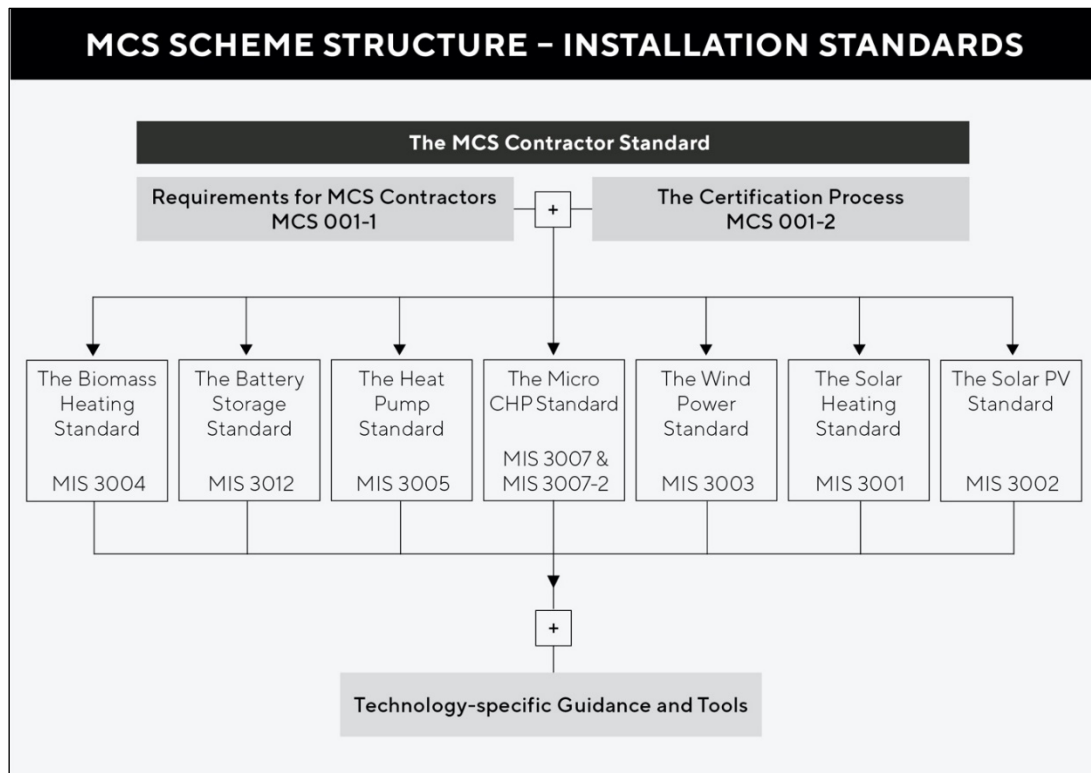 MCS SCHEME STRUCTURE – INSTALLATION STANDARDS
The MCS Contractor Standard
Requirements for MCS Contractors
MCS 001-1
+
The Certification Process
MCS 001-2
The Biomass
Heating
Standard
MIS 3004
The Battery
Storage
Standard
MIS 3012
The Heat
Pump
Standard
MIS 3005
The Micro
CHP Standard
MIS 3007 &
MIS 3007-2
The Wind
Power
Standard
MIS 3003
The Solar
Heating
Standard
MIS 3001
The Solar PV
Standard
MIS 3002
+
Technology-specific Guidance and Tools